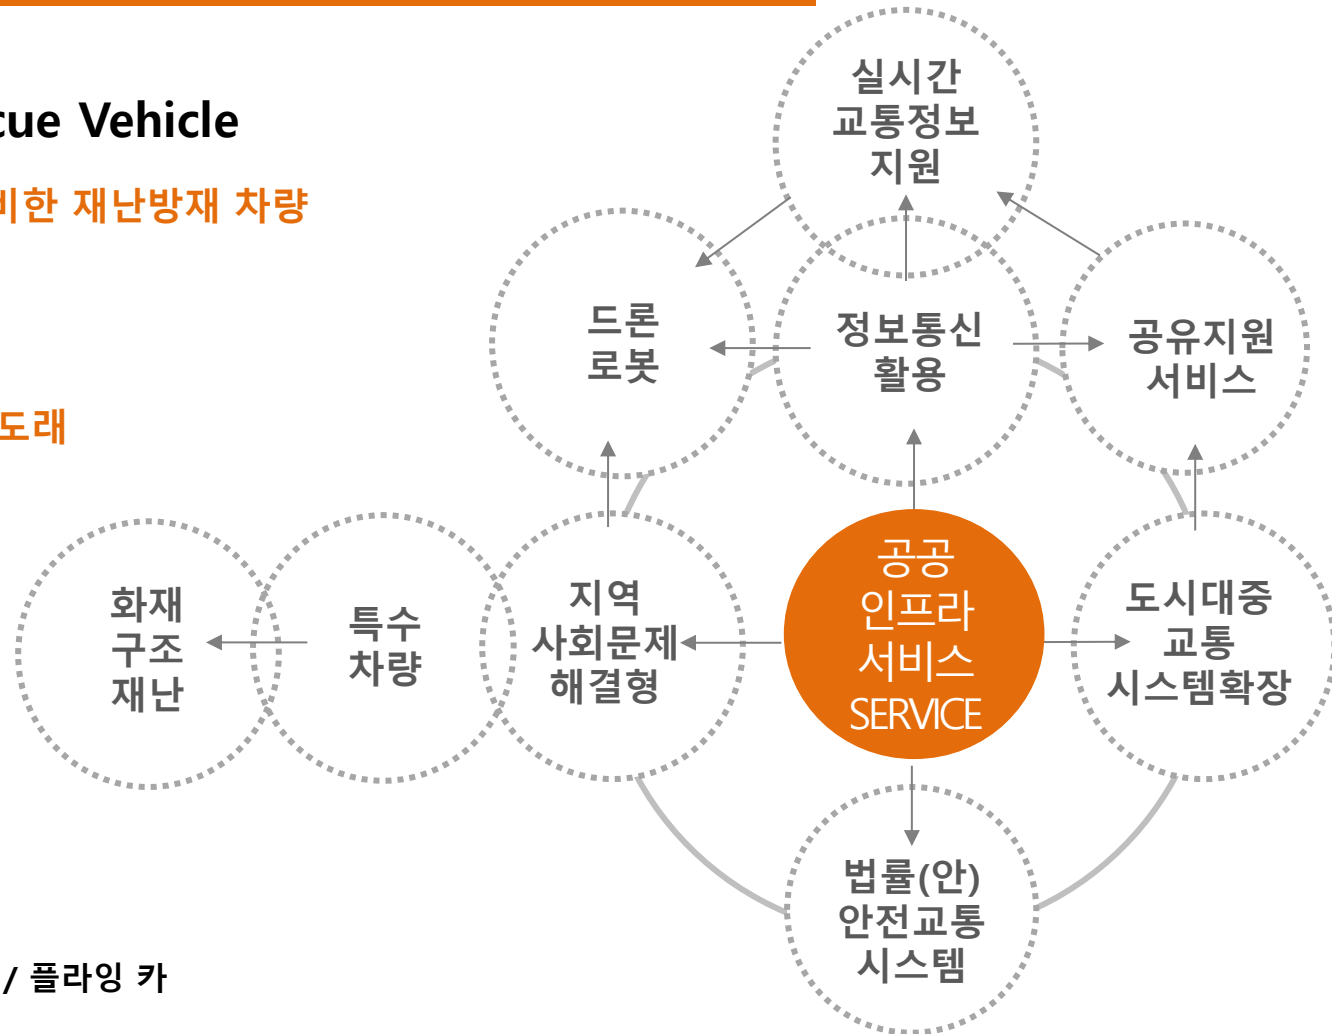 cue Vehicle
비한 재난방재 차량
도래
/ 플라잉 카
실시간
교통정보
지원
드론
로봇
정보통신
활용
공유지원
서비스
화재
구조
재난
특수
차량
지역
사회문제
해결형
공공
인프라
서비스
SERVICE
도시대중
교통
시스템확장
법률(안)
안전교통
시스템